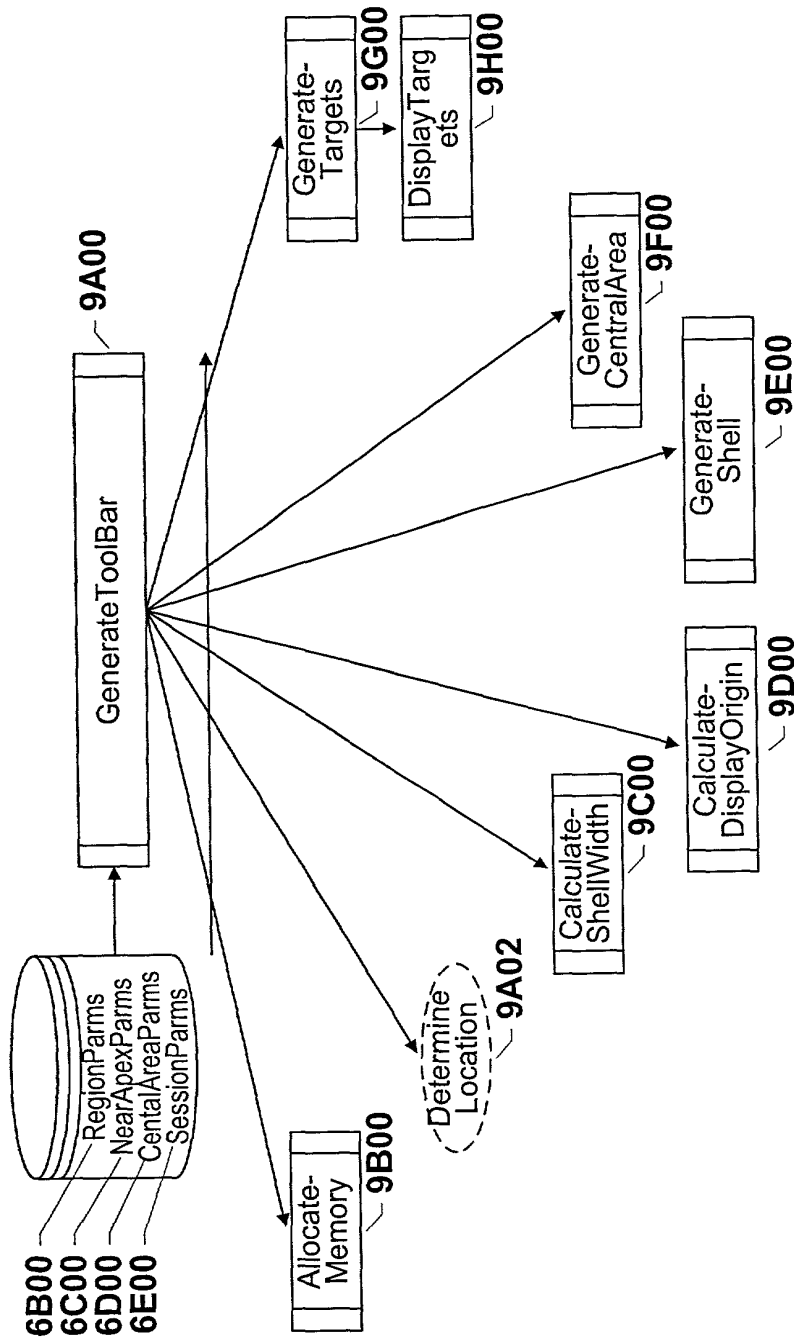 6B00
6C00
6D00
6E00
RegionParms
NearApexParms
CentalAreaParms
SessionParms
GenerateToolBar
9A00
Allocate-
Memory
9B00
Determine
Location
9A02
Calculate-
ShellWidth
9C00
Calculate-
DisplayOrigin
9D00
Generate-
Shell
9E00
Generate-
CentralArea
9F00
Generate-
Targets
9G00
DisplayTarg
ets
9H00